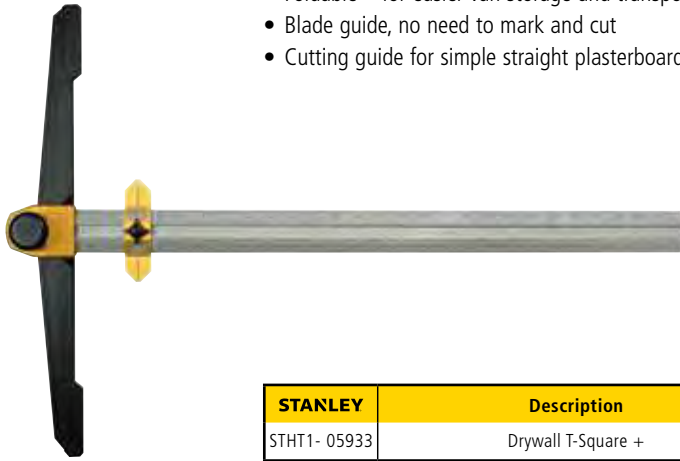 • Blade guide, no need to mark and cut
• Cutting guide for simple straight plasterboard
STANLEY Description
STHT1- 05933 Drywall T-Square +